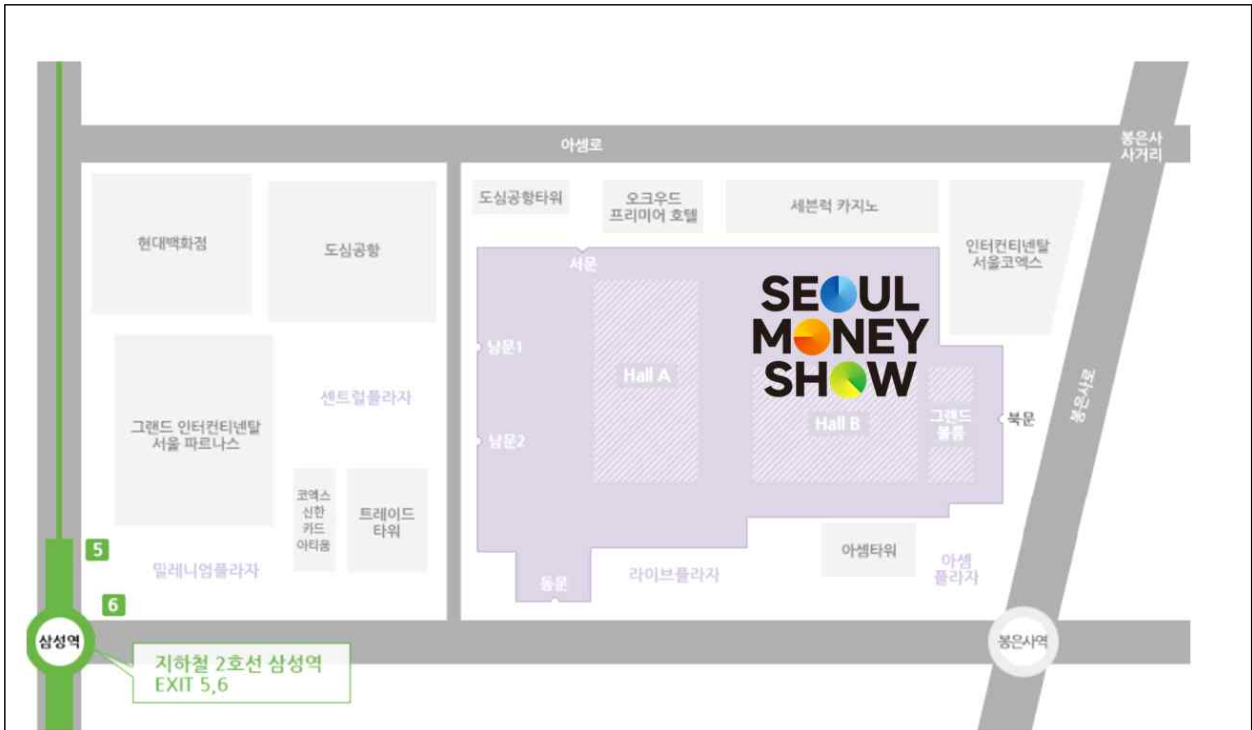 아셈로
봉은사
사거리
도심공항타워
오크우드
프리미어 호텔
세븐럭 카지노
현대백화점
도심공항
인터컨티넨탈
서울코엑스
서문
SEOUL
MONEY
SHOW
남문1
Hall A
센트럴플라자
봉은사로
그랜드 인터컨티넨탈
서울 파르나스
남문2
Hall B
그랜드
볼룸
북문
코엑스
신한
카드
아티움
트레이드
타워
5
밀레니엄플라자
동문
라이브플라자
아셈타워
아셈
플라자
6
삼성역
봉은사역
지하철 2호선 삼성역
EXIT 5,6